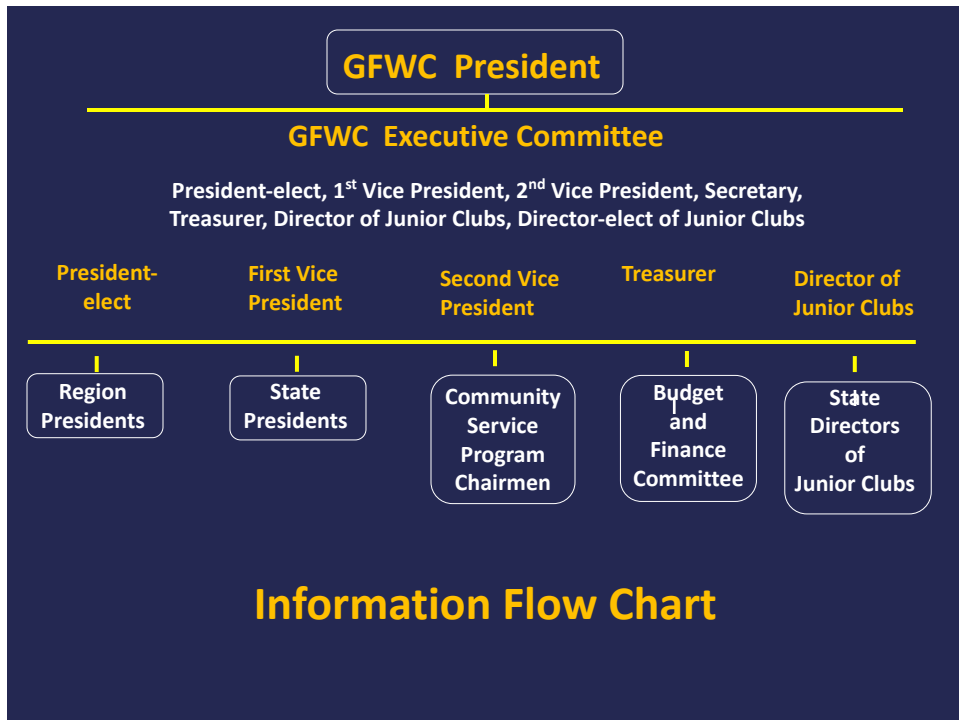 GFWC President
GFWC Executive Committee
President-elect, 1st Vice President, 2nd Vice President, Secretary,
Treasurer, Director of Junior Clubs, Director-elect of Junior Clubs
President-
elect
First Vice
President
Second Vice
President
Treasurer
Director of
Junior Clubs
Region
Presidents
State
Presidents
Community
Service
Program
Chairmen
Budget
and
Finance
Committee
State
Directors
of
Junior Clubs
Information Flow Chart